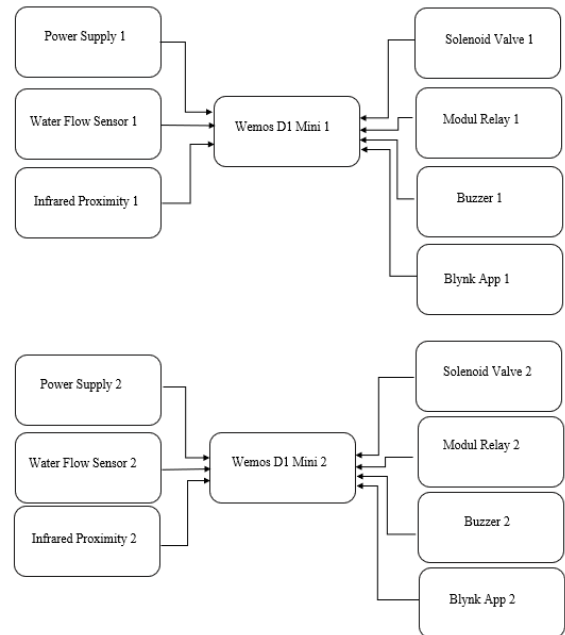 Power Supply 1
Solenoid Valve 1
Water Flow Sensor 1
Wemos D1 Mini 1
Modul Relay 1
Infrared Proximity 1
Buzzer 1
Blynk App 1
Power Supply 2
Solenoid Valve 2
Water Flow Sensor 2
Wemos D1 Mini 2
Modul Relay 2
Infrared Proximity 2
Buzzer 2
Blynk App 2